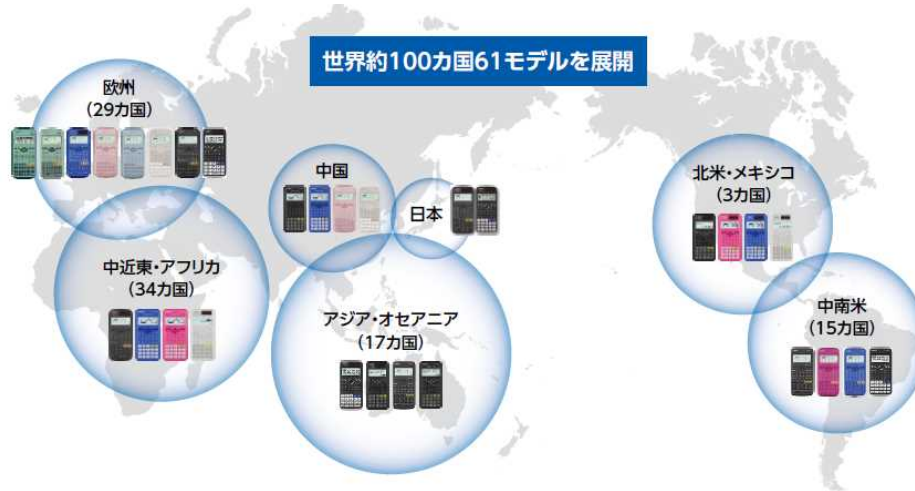 世界約100カ国61モデルを展開
欧州
(29カ国)
中国
日本
北米・メキシコ
(3カ国)
中近東・アフリカ
(34カ国)
アジア・オセアニア
(17カ国)
中南米
(15カ国)